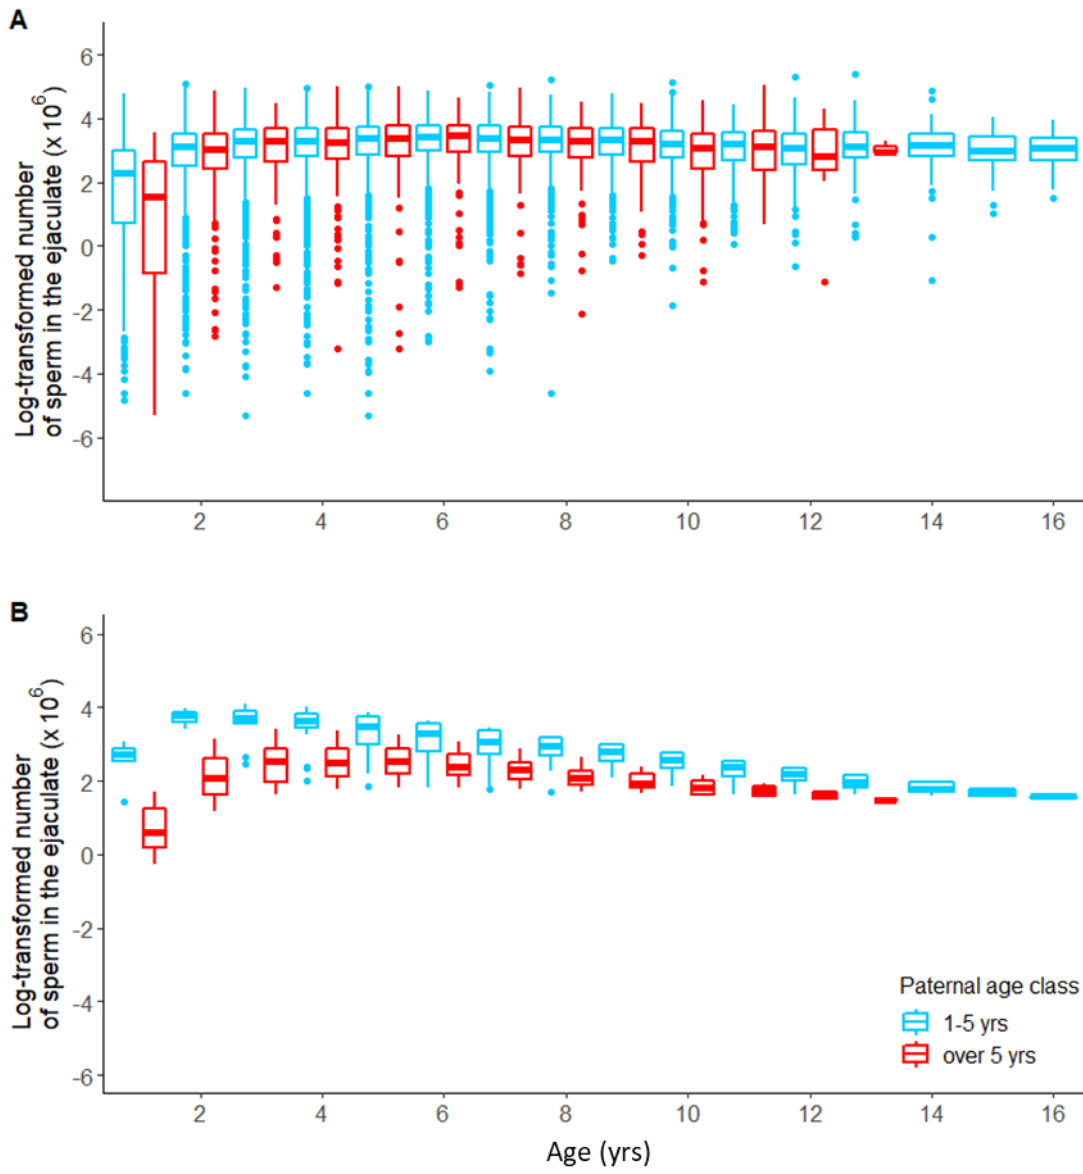 A
Log-transformed number
of sperm in the ejaculate (x 10⁶)
6
4
2
0
-2
-4
-6
2 4 6 8 10 12 14 16
B
Log-transformed number
of sperm in the ejaculate (x 10⁶)
6
4
2
0
-2
-4
-6
Paternal age class
1-5 yrs
over 5 yrs
2 4 6 8 10 12 14 16
Age (yrs)